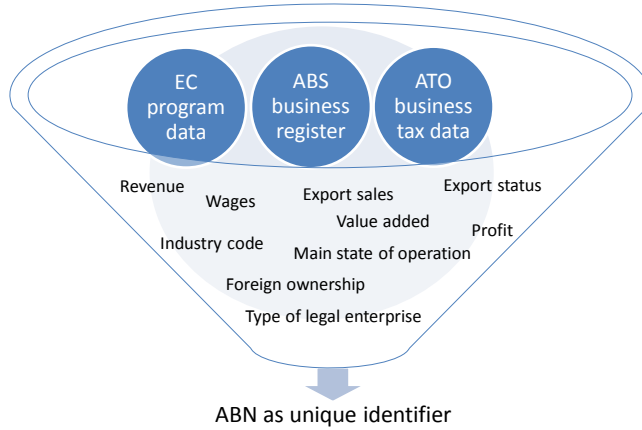 EC
program
data
ABS
business
register
ATO
business
tax data
Revenue
Wages
Export sales
Export status
Value added
Profit
Industry code
Main state of operation
Foreign ownership
Type of legal enterprise
ABN as unique identifier